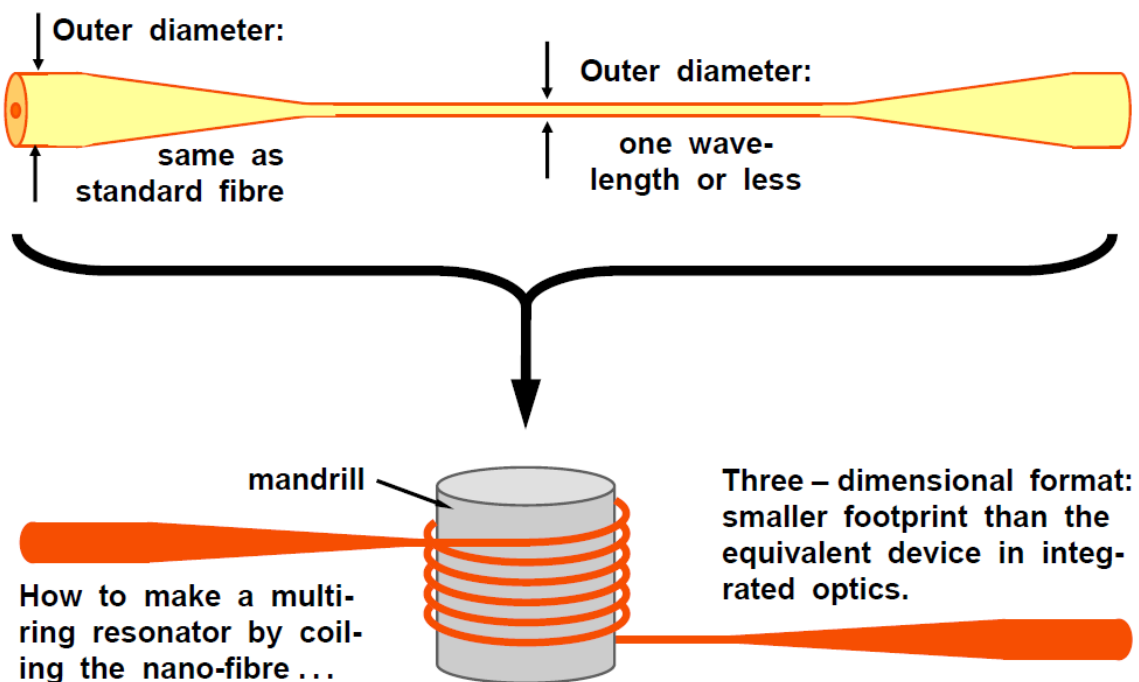 Outer diameter:
same as
standard fibre
Outer diameter:
one wave-
length or less
mandrill
How to make a multi-
ring resonator by coil-
ing the nano-fibre ...
Three – dimensional format:
smaller footprint than the
equivalent device in integ-
rated optics.